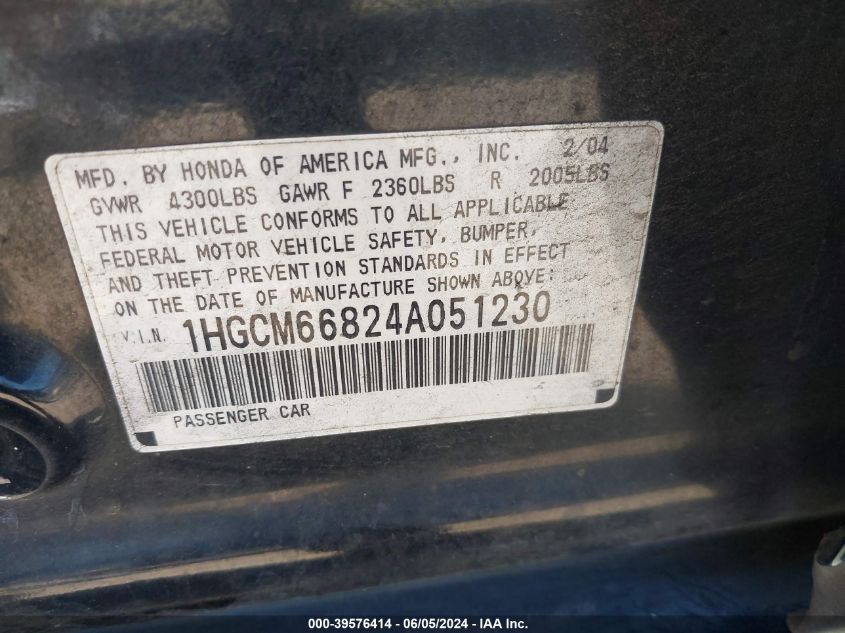 MFD. BY HONDA OF AMERICA MFG., INC. 2/04
GVWR 4300LBS GAWR F 2360LBS R 2005LBS
THIS VEHICLE CONFORMS TO ALL APPLICABLE
FEDERAL MOTOR VEHICLE SAFETY, BUMPER,
AND THEFT PREVENTION STANDARDS IN EFFECT
ON THE DATE OF MANUFACTURE SHOWN ABOVE:
V.I.N. 1HGCM66824A051230
PASSENGER CAR
000-39576414 - 06/05/2024 - IAA Inc.